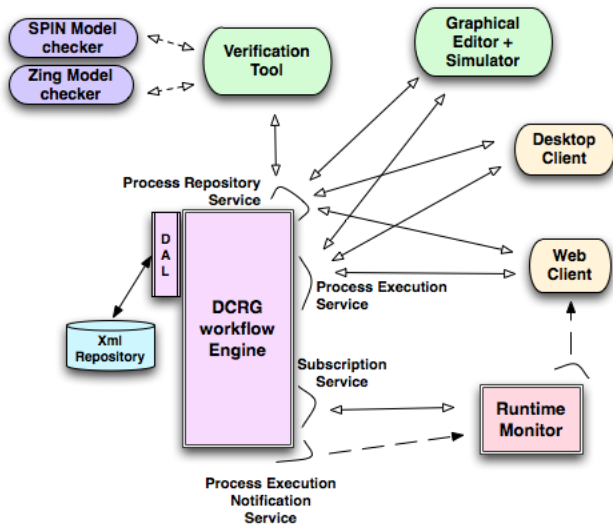 SPIN Model
checker
Zing Model
checker
Verification
Tool
Graphical
Editor +
Simulator
Desktop
Client
Process Repository
Service
D
A
L
Web
Client
DCRG
workflow
Engine
Process Execution
Service
Xml
Repository
Subscription
Service
Runtime
Monitor
Process Execution
Notification
Service